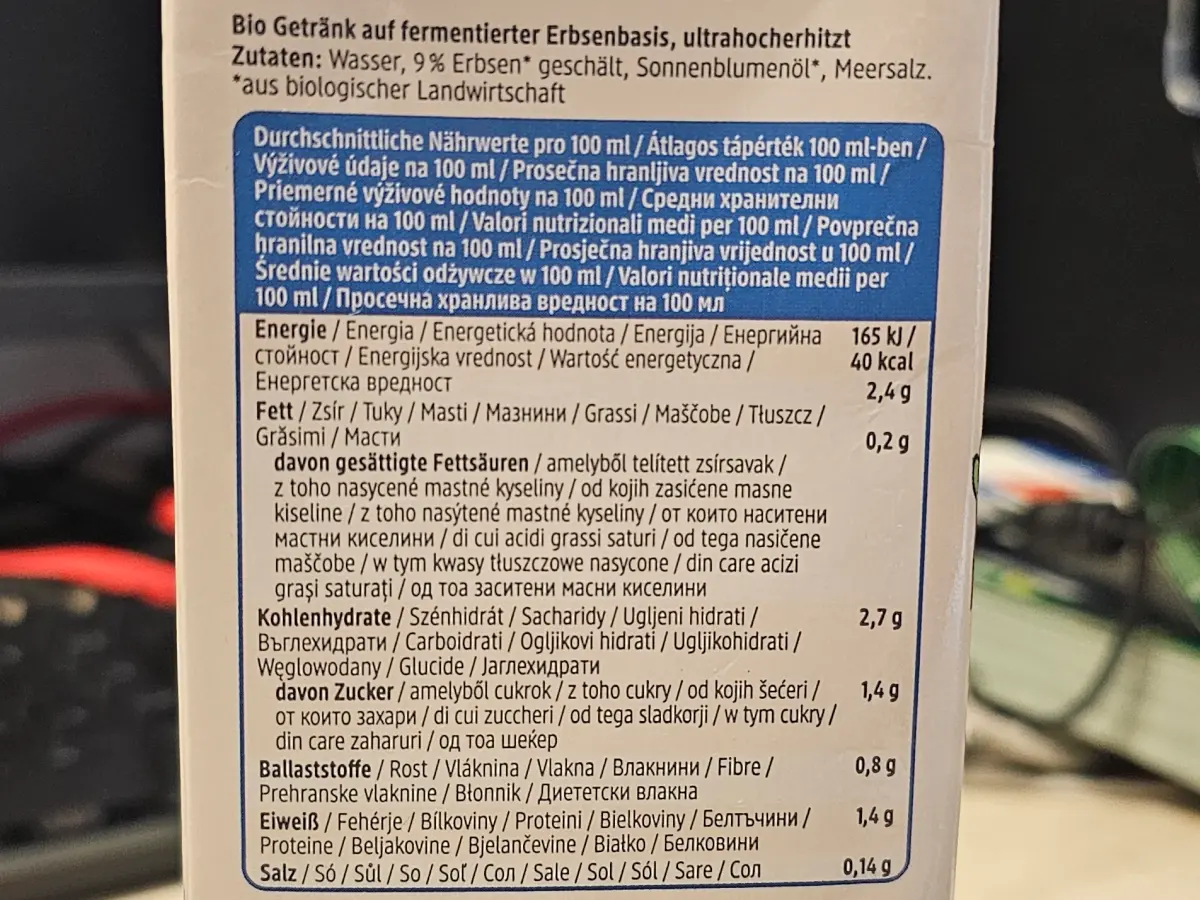 Bio Getränk auf fermentierter Erbsenbasis, ultrahocherhitzt
Zutaten: Wasser, 9% Erbsen* geschält, Sonnenblumenöl*, Meersalz.
*aus biologischer Landwirtschaft
Durchschnittliche Nährwerte pro 100 ml / Átlagos tápérték 100 ml-ben /
Výživové údaje na 100 ml / Prosečna hranljiva vrednost na 100 ml /
Priemerné výživové hodnoty na 100 ml / Средни хранителни
стойности на 100 ml / Valori nutrizionali medi per 100 ml / Povprečna
hranilna vrednost na 100 ml / Prosječna hranjiva vrijednost u 100 ml /
Średnie wartości odżywcze w 100 ml / Valori nutriționale medii per
100 ml / Просечна хранлива вредност на 100 мл
Energie / Energia / Energetická hodnota / Energija / Енергийна 165 kJ /
стойност / Energijska vrednost / Wartość energetyczna / 40 kcal
Енергетска вредност
2,4 g
Fett / Zsír / Tuky / Masti / Мазнини / Grassi / Maščobe / Tłuszcz /
Grăsimi / Масти 0,2 g
davon gesättigte Fettsäuren / amelyből telített zsírsavak /
z toho nasycené mastné kyseliny / od kojih zasićene masne
kiseline / z toho nasýtené mastné kyseliny / от които наситени
мастни киселини / di cui acidi grassi saturi / od tega nasičene
maščobe / w tym kwasy tłuszczowe nasycone / din care acizi
grași saturați / од тоа заситени масни киселини
Kohlenhydrate / Szénhidrát / Sacharidy / Ugljeni hidrati / 2,7 g
Въглехидрати / Carboidrati / Ogljikovi hidrati / Ugljikohidrati /
Węglowodany / Glucide / Јаглехидрати
davon Zucker / amelyből cukrok / z toho cukry / od kojih šećeri / 1,4 g
от които захари / di cui zuccheri / od tega sladkorji / w tym cukry /
din care zaharuri / од тоа шеќер
Ballaststoffe / Rost / Vláknina / Vlakna / Влакнини / Fibre / 0,8 g
Prehranske vlaknine / Błonnik / Диететски влакна
Eiweiß / Fehérje / Bílkoviny / Proteini / Bielkoviny / Белтъчини / 1,4 g
Proteine / Beljakovine / Bjelančevine / Białko / Белковини
Salz / Só / Sůl / So / Soľ / Сол / Sale / Sol / Sól / Sare / Сол 0,14 g